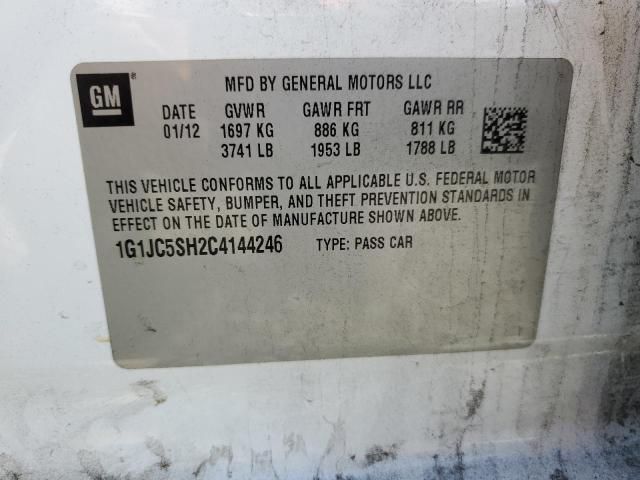 GM
MFD BY GENERAL MOTORS LLC
DATE GVWR GAWR FRT GAWR RR
01/12 1697 KG 886 KG 811 KG
3741 LB 1953 LB 1788 LB
THIS VEHICLE CONFORMS TO ALL APPLICABLE U.S. FEDERAL MOTOR
VEHICLE SAFETY, BUMPER, AND THEFT PREVENTION STANDARDS IN
EFFECT ON THE DATE OF MANUFACTURE SHOWN ABOVE.
1G1JC5SH2C4144246 TYPE: PASS CAR